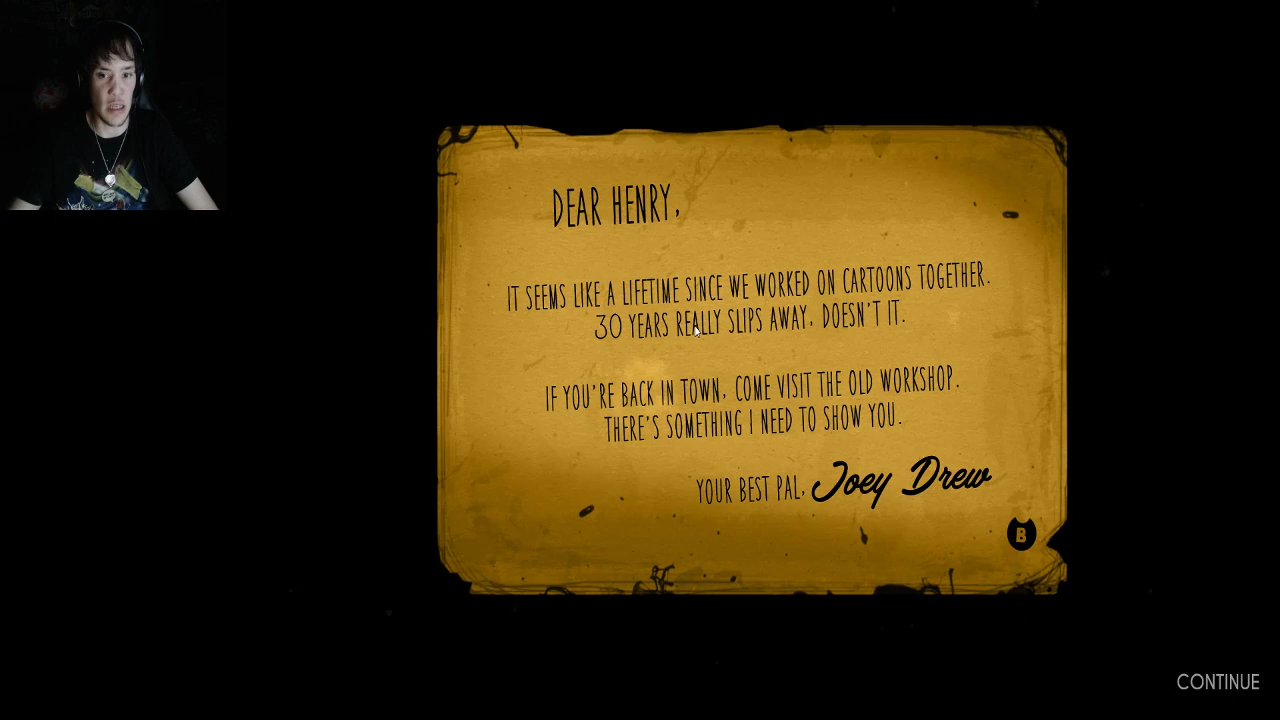 DEAR HENRY,
IT SEEMS LIKE A LIFETIME SINCE WE WORKED ON CARTOONS TOGETHER.
30 YEARS REALLY SLIPS AWAY, DOESN'T IT.
IF YOU'RE BACK IN TOWN, COME VISIT THE OLD WORKSHOP.
THERE'S SOMETHING I NEED TO SHOW YOU.
YOUR BEST PAL, Joey Drew
B
CONTINUE